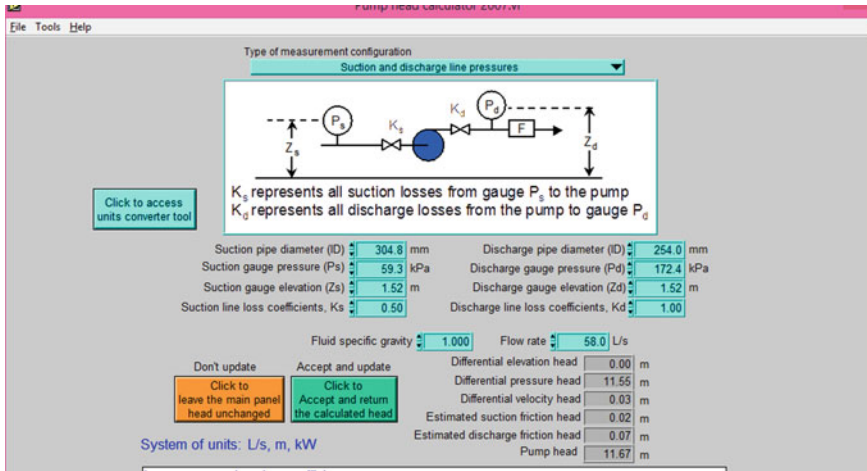 Pump head calculator 2007.vi
File Tools Help
Type of measurement configuration
Suction and discharge line pressures
Ps
Ks
Kd
Pd
F
Zs
Zd
Ks represents all suction losses from gauge Ps to the pump
Kd represents all discharge losses from the pump to gauge Pd
Click to access
units converter tool
Suction pipe diameter (ID) 304.8 mm
Discharge pipe diameter (ID) 254.0 mm
Suction gauge pressure (Ps) 59.3 kPa
Discharge gauge pressure (Pd) 172.4 kPa
Suction gauge elevation (Zs) 1.52 m
Discharge gauge elevation (Zd) 1.52 m
Suction line loss coefficients, Ks 0.50
Discharge line loss coefficients, Kd 1.00
Fluid specific gravity 1.000
Flow rate 58.0 L/s
Don't update
Click to
leave the main panel
head unchanged
Accept and update
Click to
Accept and return
the calculated head
Differential elevation head 0.00 m
Differential pressure head 11.55 m
Differential velocity head 0.03 m
Estimated suction friction head 0.02 m
Estimated discharge friction head 0.07 m
Pump head 11.67 m
System of units: L/s, m, kW